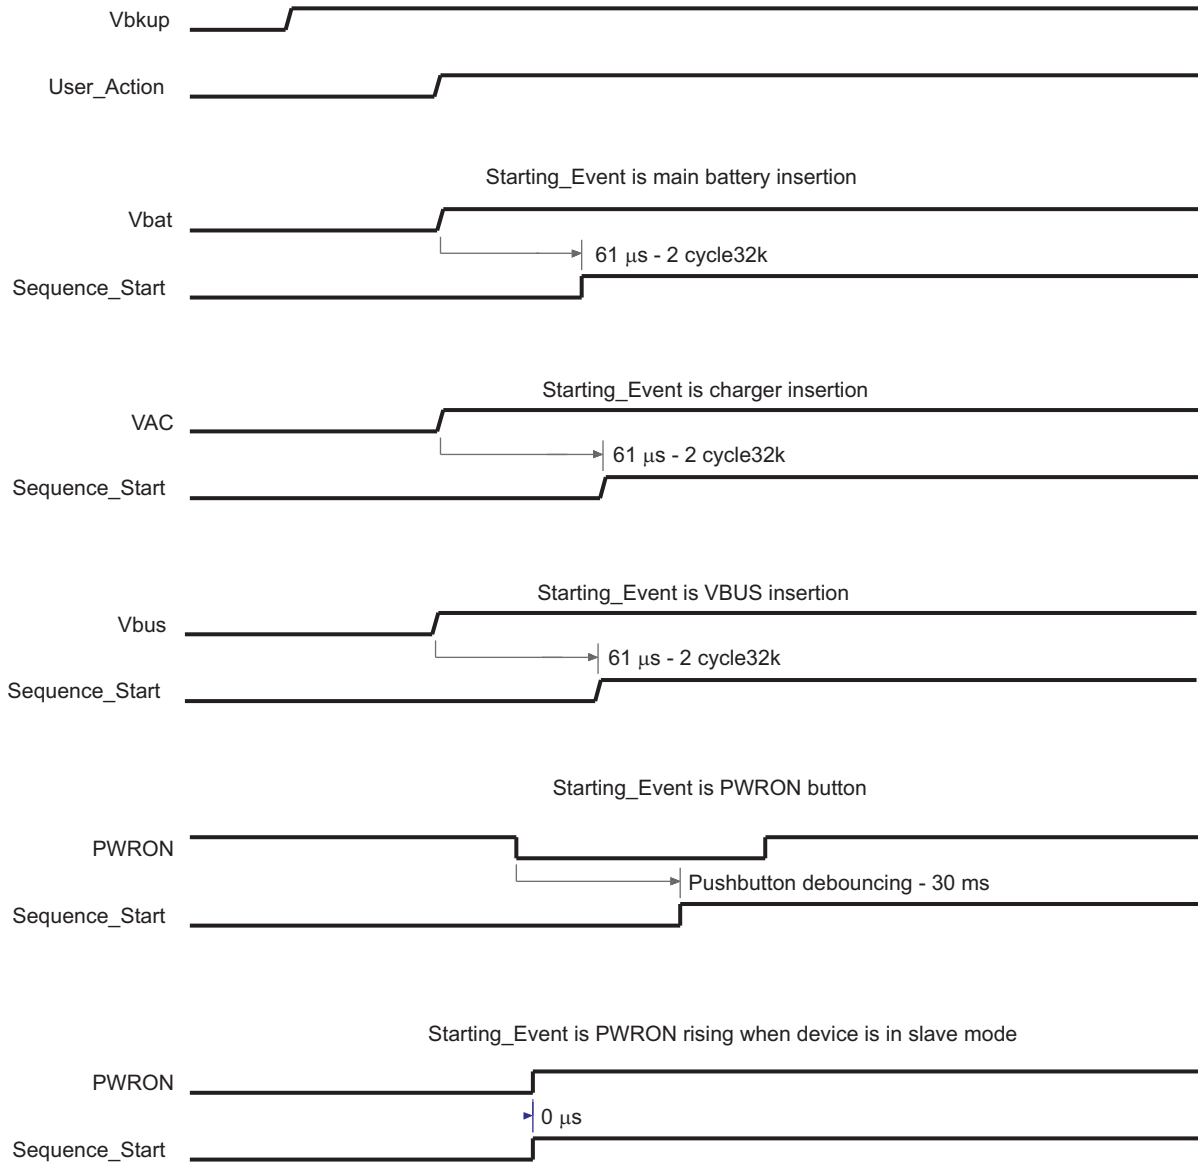 Vbkup
User_Action
Starting_Event is main battery insertion
Vbat
61 μs - 2 cycle32k
Sequence_Start
Starting_Event is charger insertion
VAC
61 μs - 2 cycle32k
Sequence_Start
Starting_Event is VBUS insertion
Vbus
61 μs - 2 cycle32k
Sequence_Start
Starting_Event is PWRON button
PWRON
Pushbutton debouncing - 30 ms
Sequence_Start
Starting_Event is PWRON rising when device is in slave mode
PWRON
0 μs
Sequence_Start